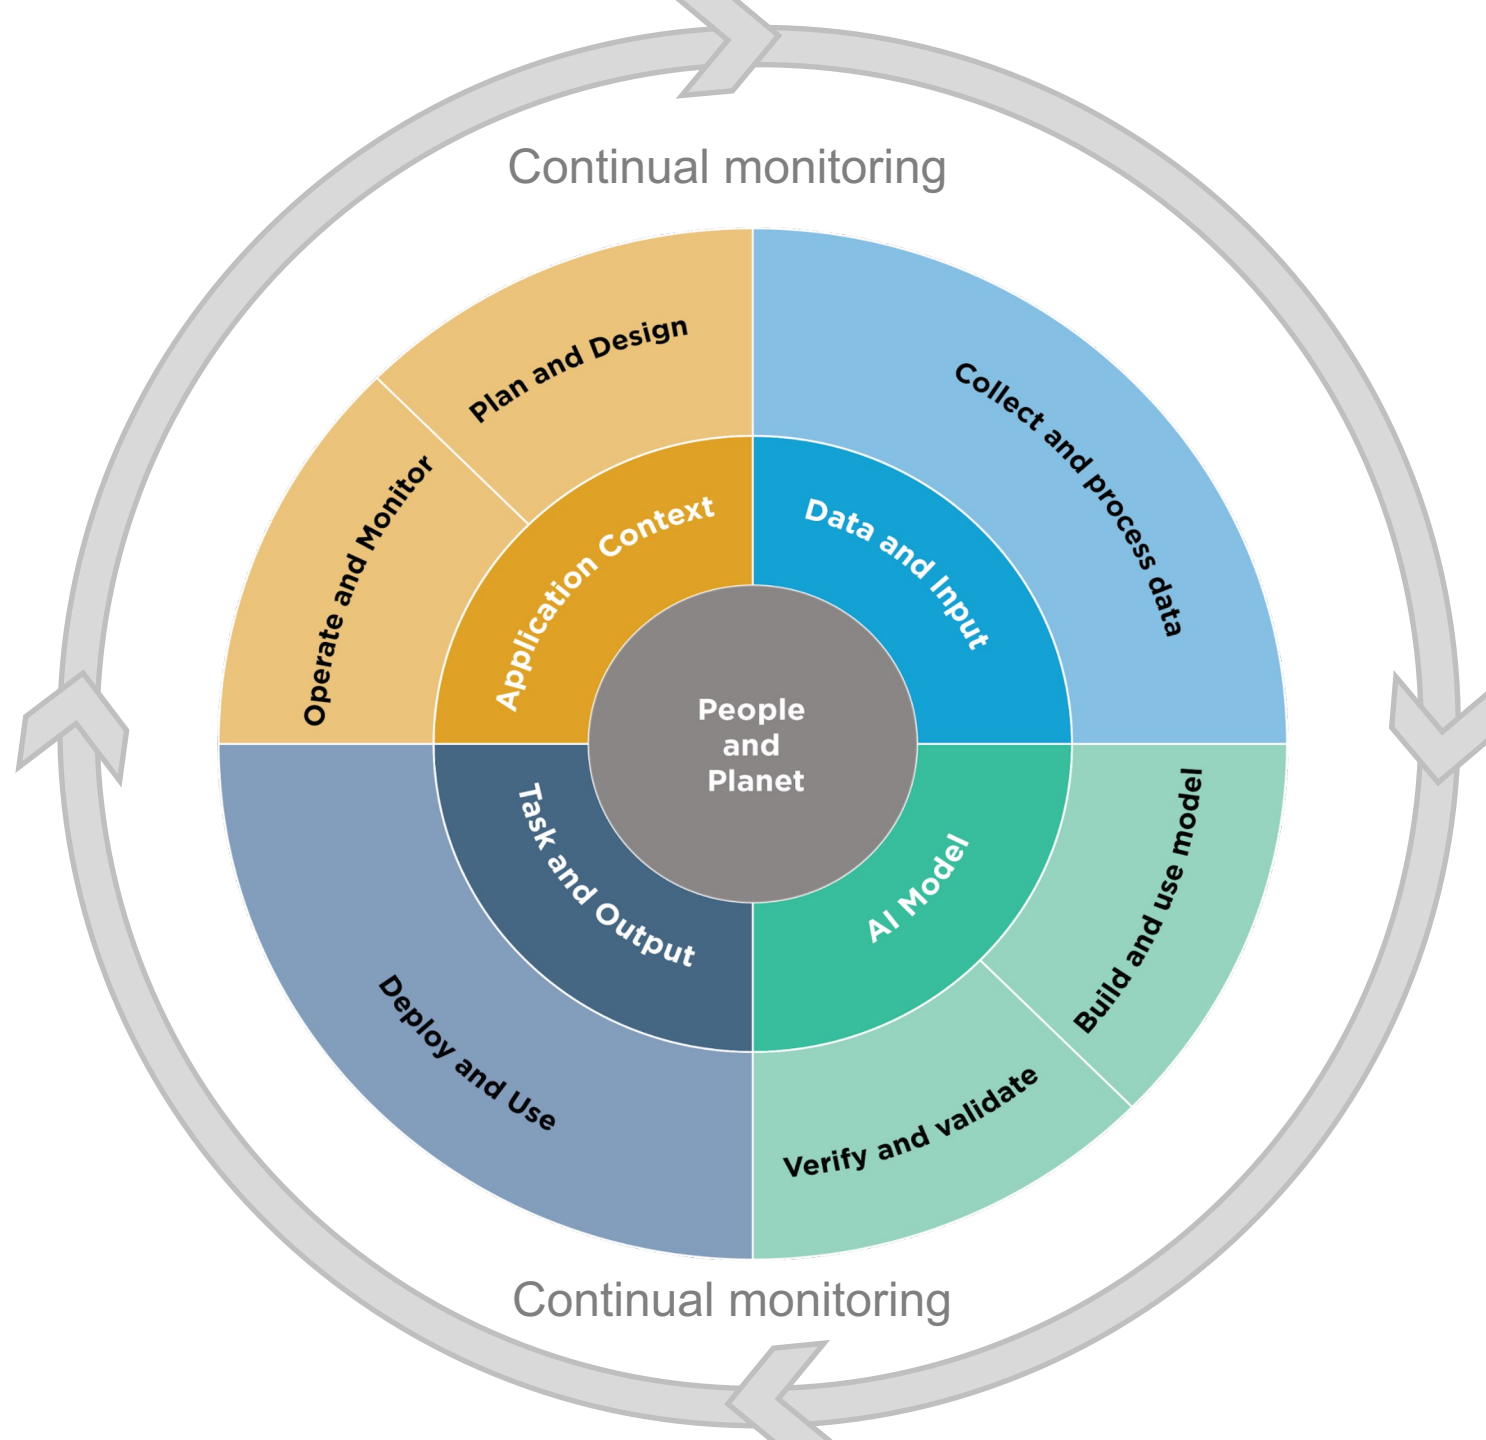 Continual monitoring
Plan and Design
Collect and process data
Operate and Monitor
Application Context
Data and Input
People
and
Planet
Task and Output
AI Model
Build and use model
Deploy and Use
Verify and validate
Continual monitoring